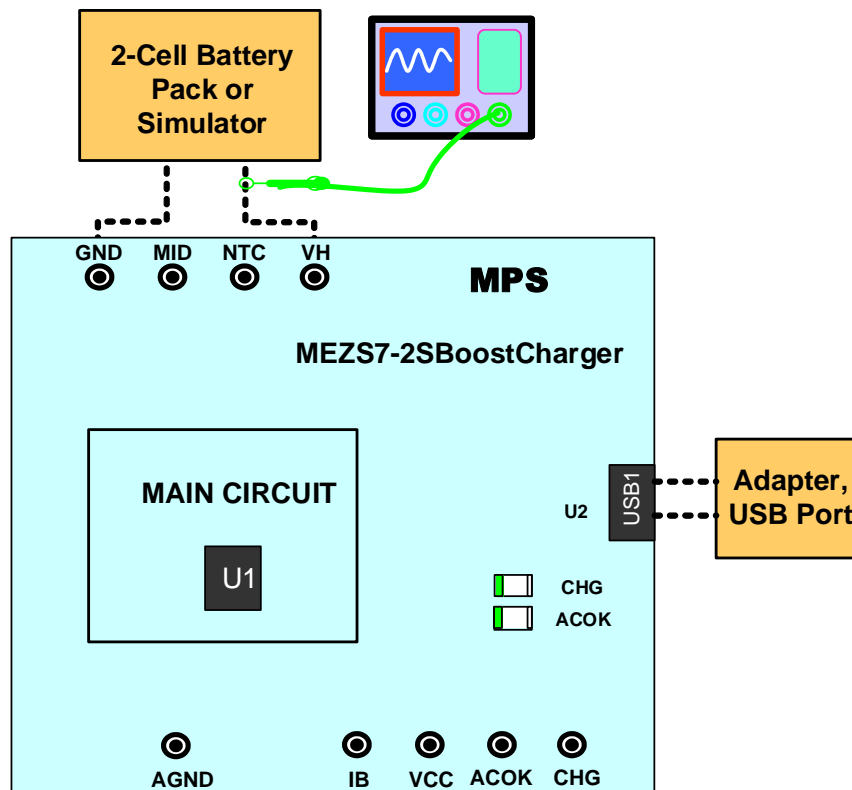 2-Cell Battery
Pack or
Simulator
GND MID NTC VH
MPS
MEZS7-2SBoostCharger
MAIN CIRCUIT
U1
U2
USB1
Adapter,
USB Port
CHG
ACOK
AGND IB VCC ACOK CHG